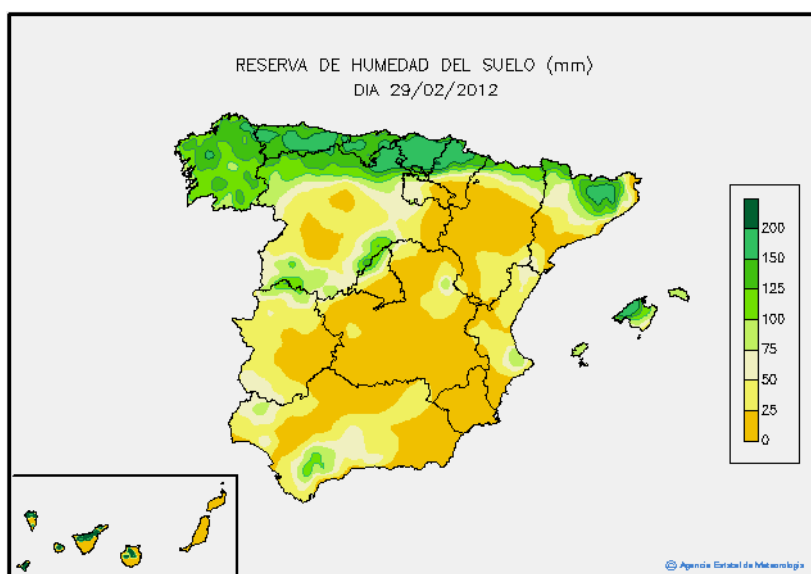 RESERVA DE HUMEDAD DEL SUELO (mm)
DIA 29/02/2012
200
150
125
100
75
50
25
0
© Agencia Estatal de Meteorología